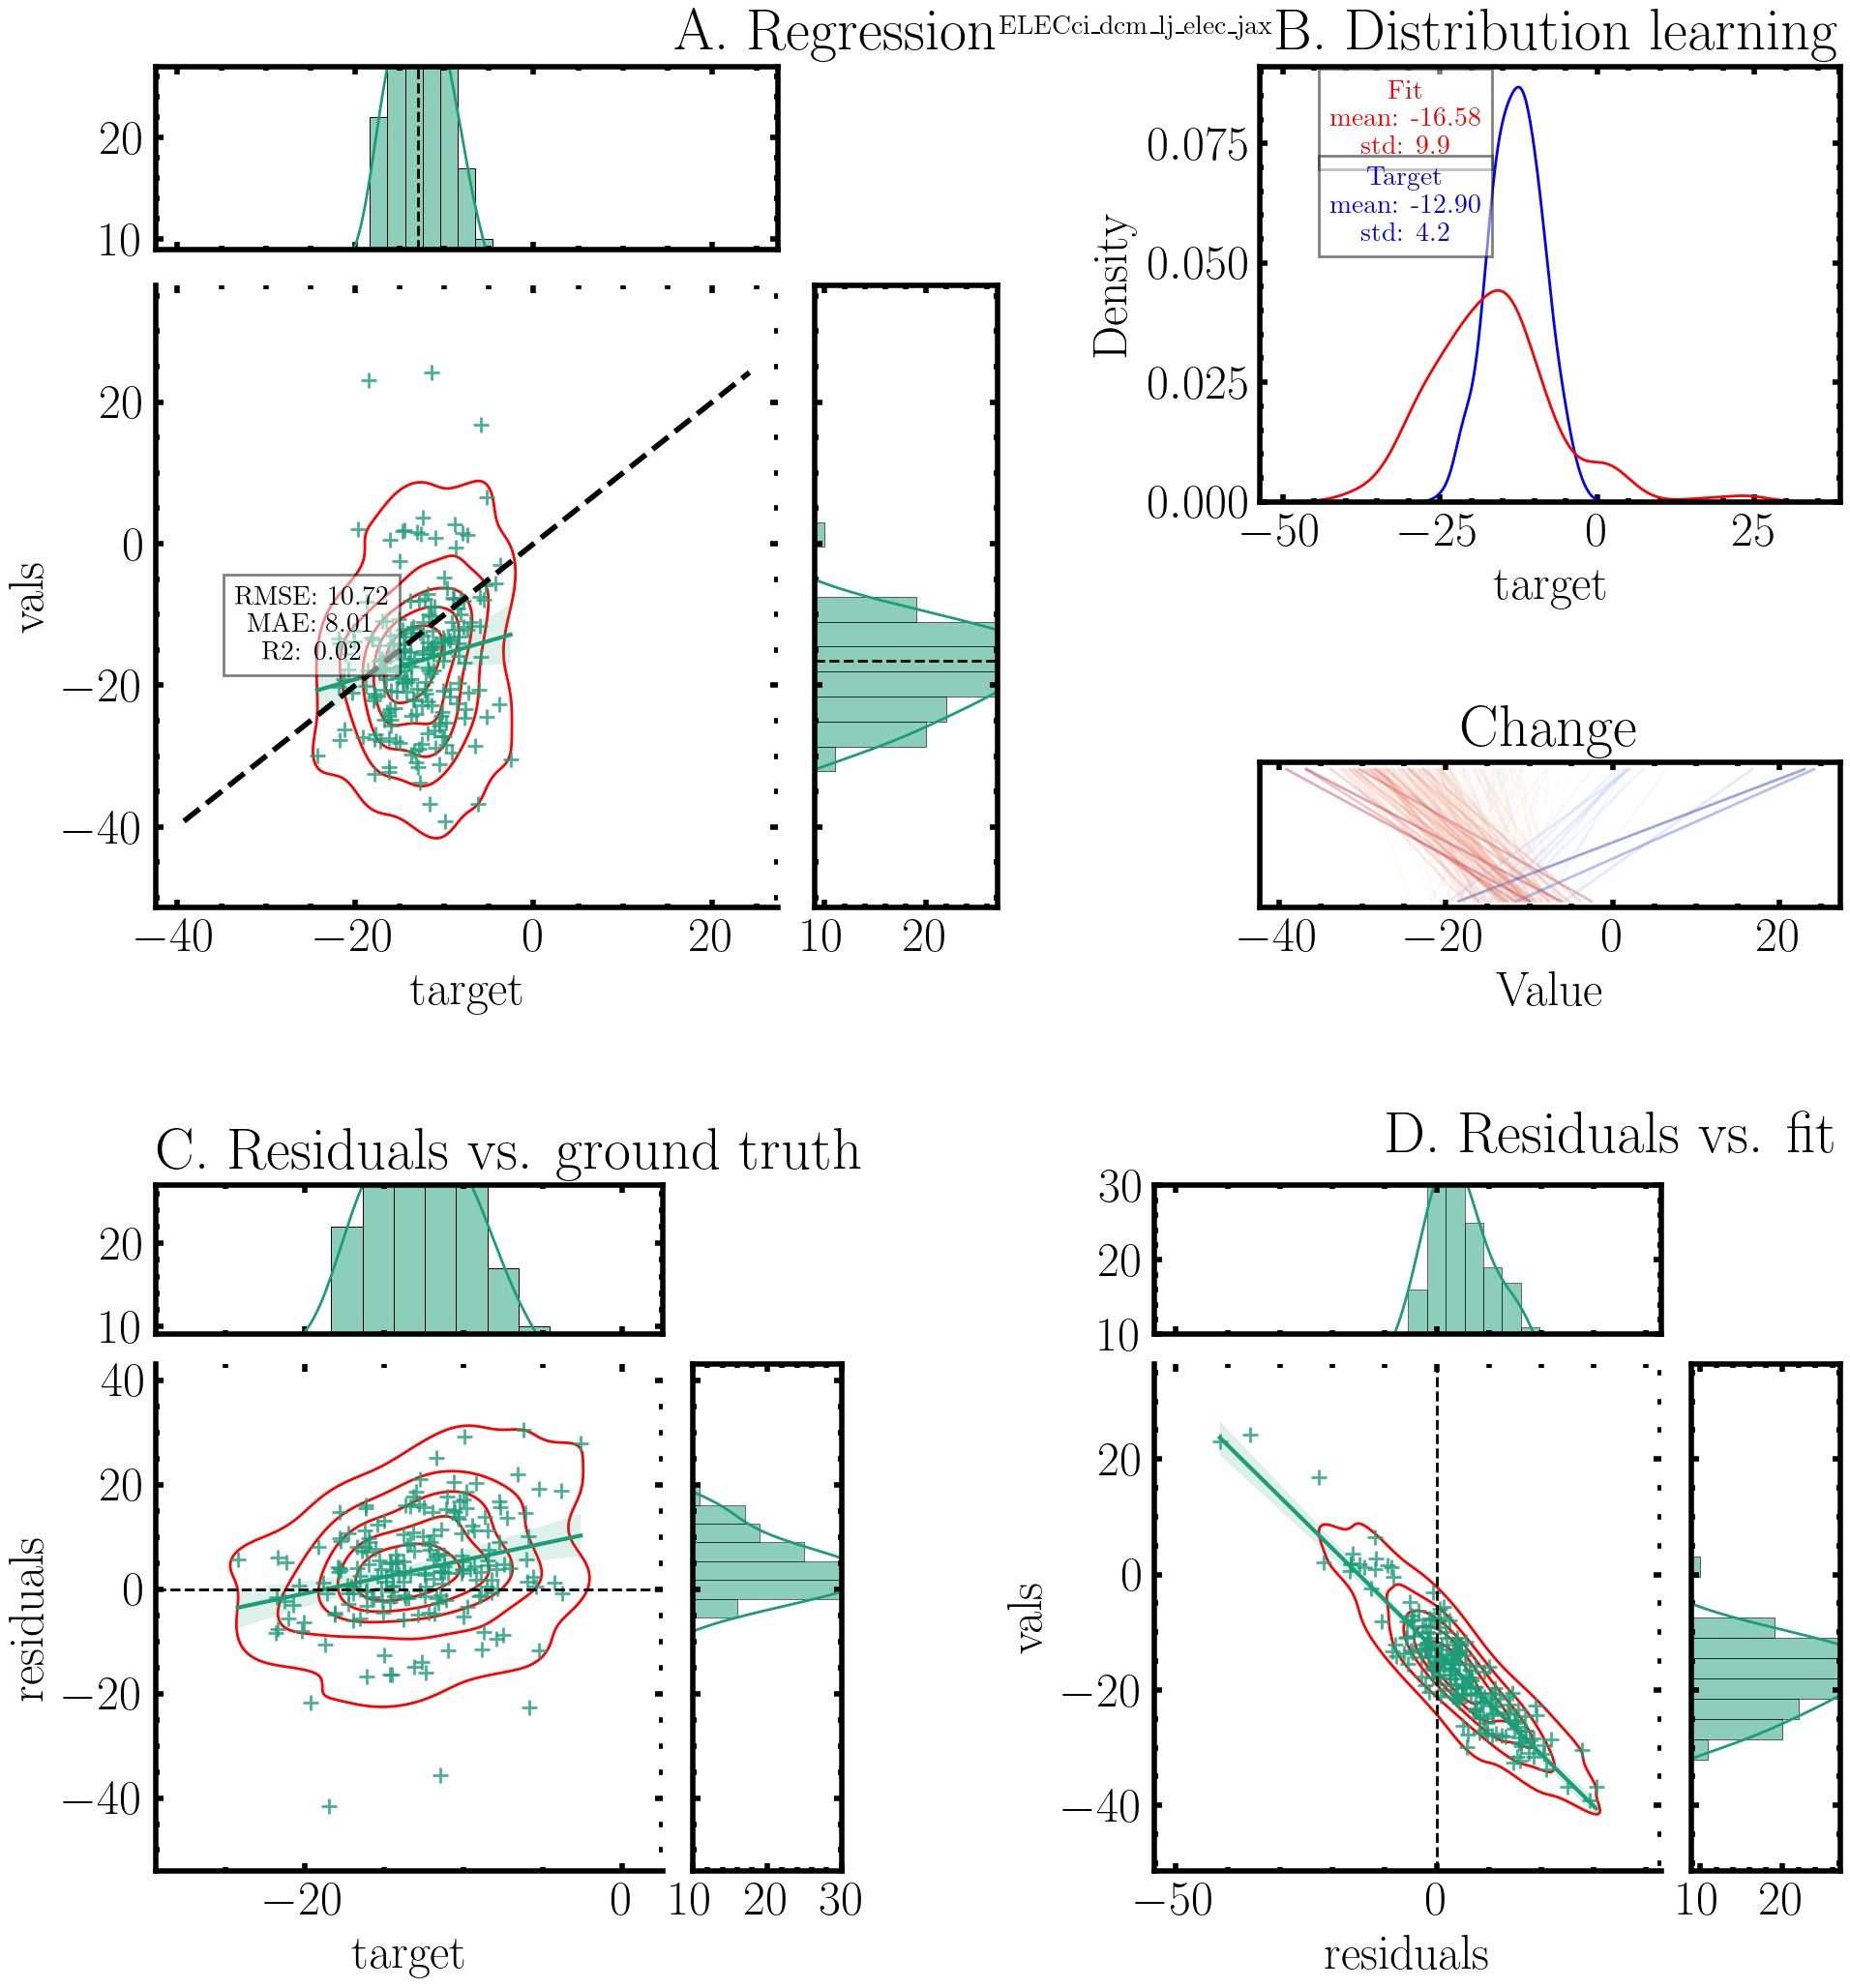 A. Regression
ELECci_dcm_lj_elec_jax
B. Distribution learning
20
10
vals
20
0
−20
−40
RMSE: 10.72
MAE: 8.01
R2: 0.02
−40 −20 0 20
target
10 20
Density
0.075
0.050
0.025
0.000
Fit
mean: -16.58
std: 9.9
Target
mean: -12.90
std: 4.2
−50 −25 0 25
target
Change
−40 −20 0 20
Value
C. Residuals vs. ground truth
20
10
residuals
40
20
0
−20
−40
−20 0
target
10 20 30
D. Residuals vs. fit
30
20
10
vals
20
0
−20
−40
−50 0
residuals
10 20